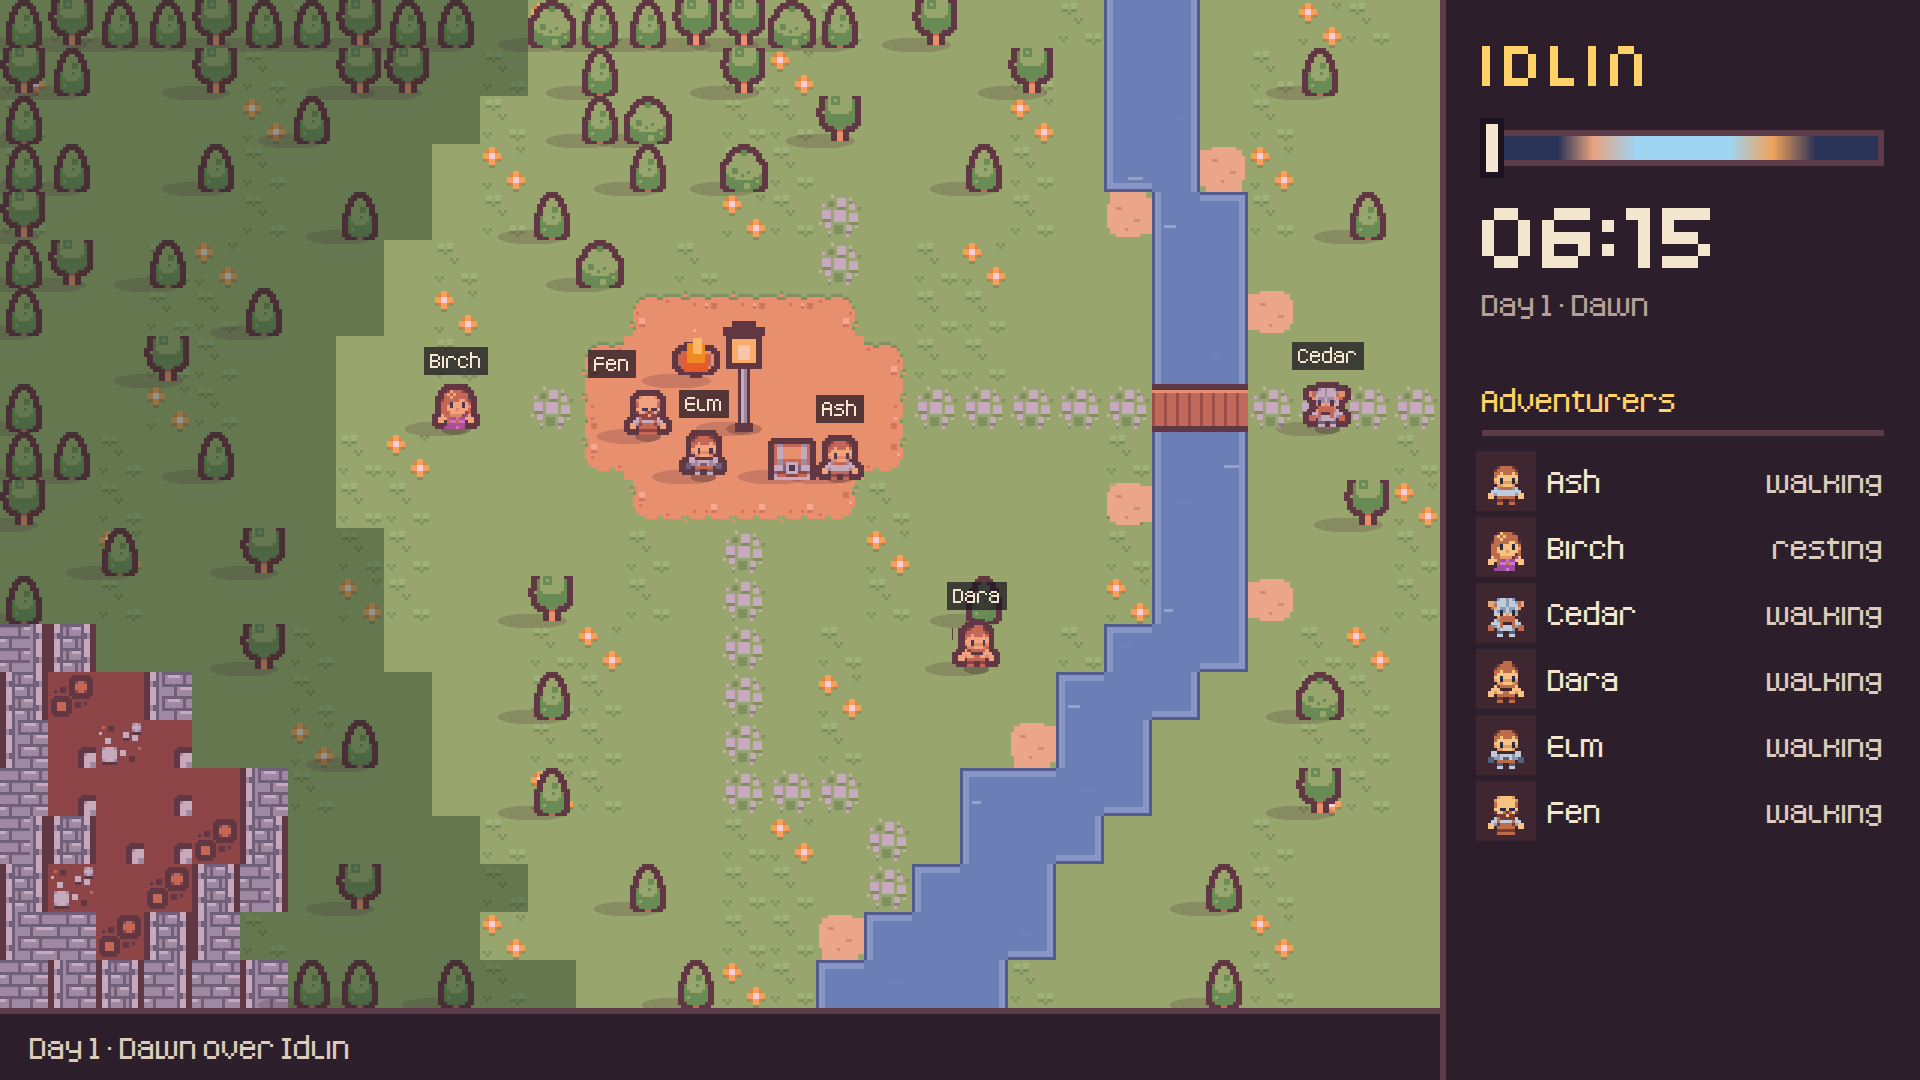 IDLIN
06:15
Day 1 · Dawn
Adventurers
Ash walking
Birch resting
Cedar walking
Dara walking
Elm walking
Fen walking
Birch
Fen
Elm
Ash
Cedar
Dara
Day 1 · Dawn over Idlin